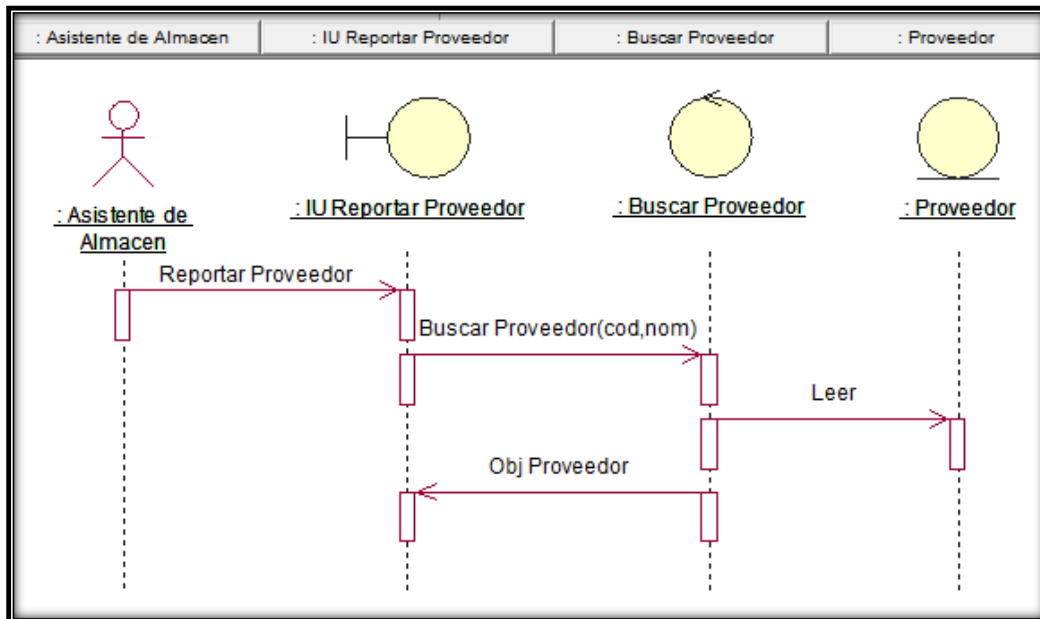 : Asistente de Almacen
: IU Reportar Proveedor
: Buscar Proveedor
: Proveedor
: Asistente de
Almacen
: IU Reportar Proveedor
: Buscar Proveedor
: Proveedor
Reportar Proveedor
Buscar Proveedor(cod,nom)
Leer
Obj Proveedor